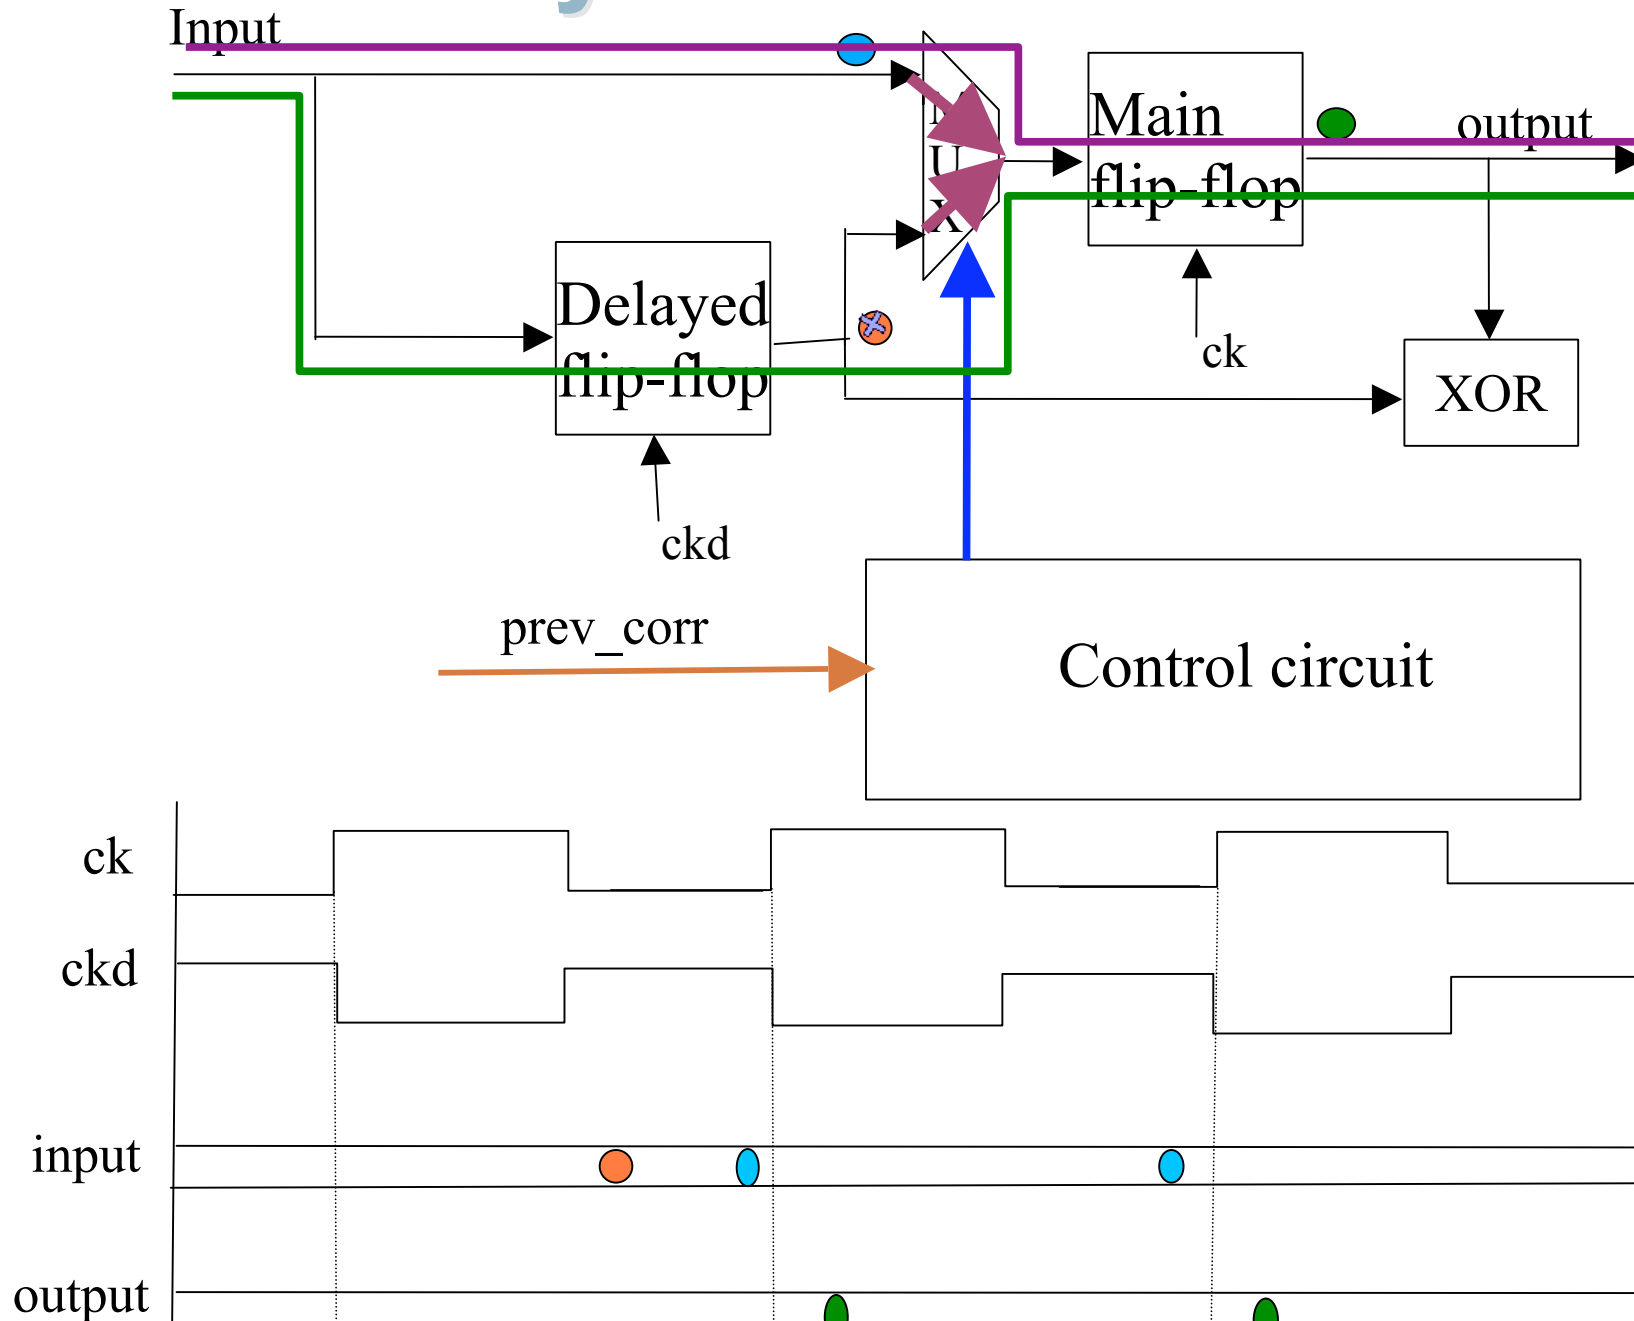 Input
M
U
X
Main
flip-flop
output
Delayed
flip-flop
ck
XOR
ckd
prev_corr
Control circuit
ck
ckd
input
output